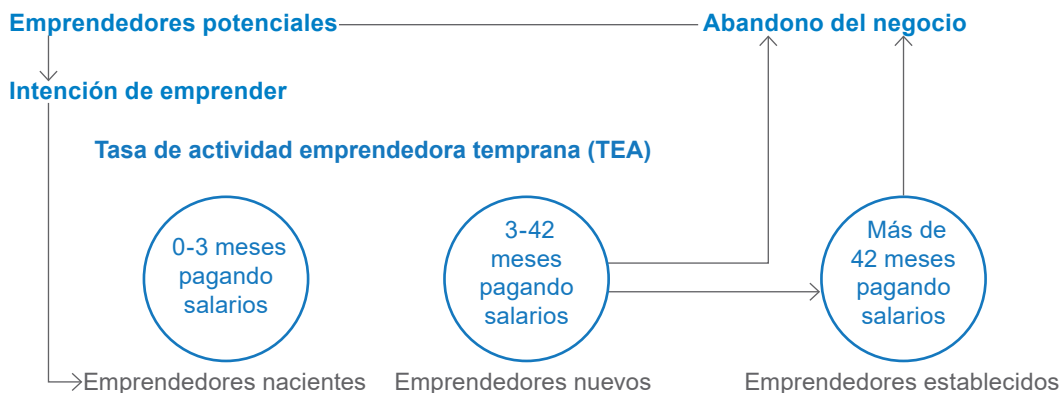 Emprendedores potenciales
Abandono del negocio
Intención de emprender
Tasa de actividad emprendedora temprana (TEA)
0-3 meses
pagando
salarios
3-42
meses
pagando
salarios
Más de
42 meses
pagando
salarios
Emprendedores nacientes
Emprendedores nuevos
Emprendedores establecidos